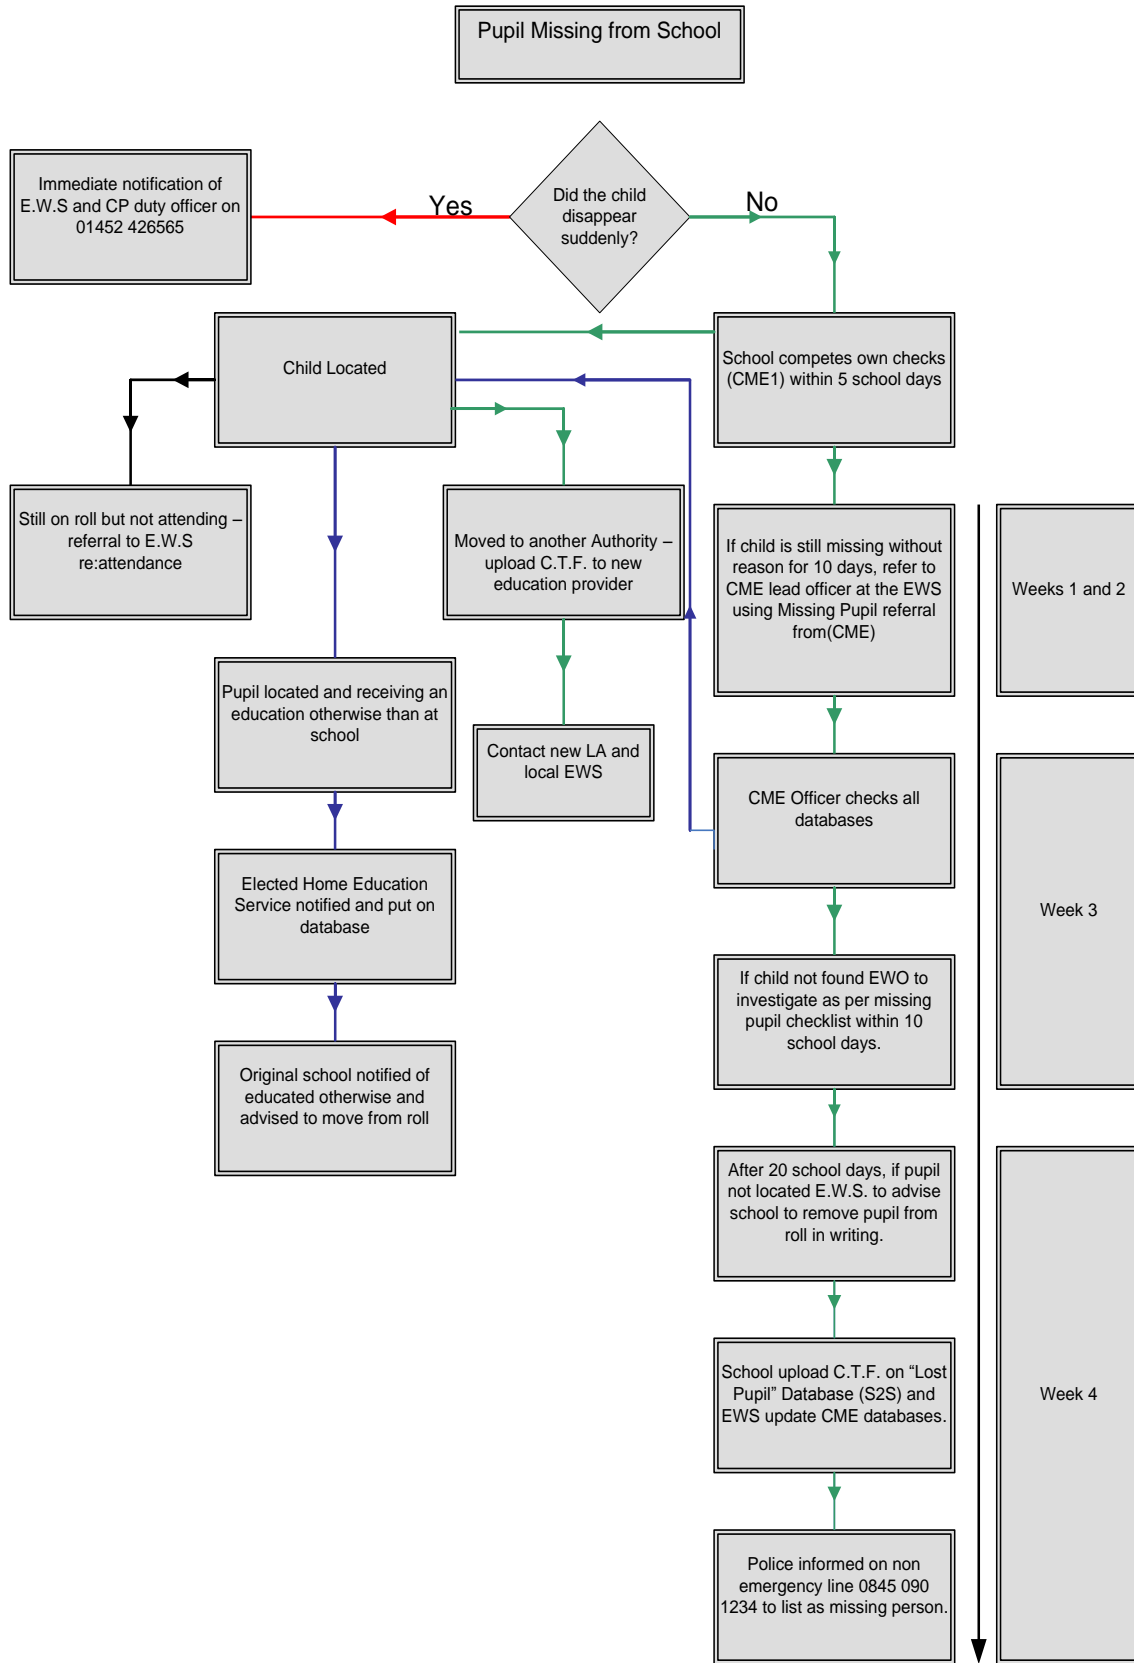 Pupil Missing from School
Immediate notification of
E.W.S and CP duty officer on
01452 426565
Yes
Did the child
disappear
suddenly?
No
Child Located
School competes own checks
(CME1) within 5 school days
Still on roll but not attending –
referral to E.W.S
re:attendance
Moved to another Authority –
upload C.T.F. to new
education provider
If child is still missing without
reason for 10 days, refer to
CME lead officer at the EWS
using Missing Pupil referral
from(CME)
Weeks 1 and 2
Pupil located and receiving an
education otherwise than at
school
Contact new LA and
local EWS
CME Officer checks all
databases
Elected Home Education
Service notified and put on
database
Week 3
If child not found EWO to
investigate as per missing
pupil checklist within 10
school days.
Original school notified of
educated otherwise and
advised to move from roll
After 20 school days, if pupil
not located E.W.S. to advise
school to remove pupil from
roll in writing.
School upload C.T.F. on “Lost
Pupil” Database (S2S) and
EWS update CME databases.
Week 4
Police informed on non
emergency line 0845 090
1234 to list as missing person.